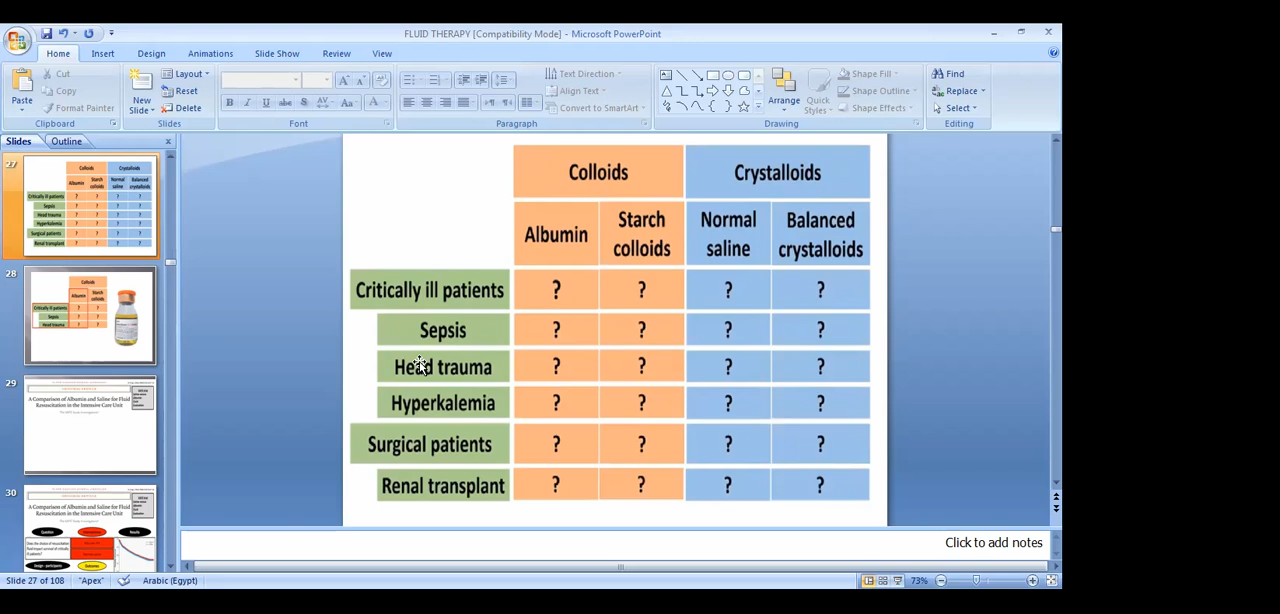 FLUID THERAPY [Compatibility Mode] - Microsoft PowerPoint
Home Insert Design Animations Slide Show Review View
Paste
Cut
Copy
Format Painter
Clipboard
New Slide
Layout
Reset
Delete
Slides
B I U abc S AV Aa A
Font
Paragraph
Text Direction
Align Text
Convert to SmartArt
Arrange
Quick Styles
Shape Fill
Shape Outline
Shape Effects
Drawing
Find
Replace
Select
Editing
Slides Outline
27
28
29
A Comparison of Albumin and Saline for Fluid
Resuscitation in the Intensive Care Unit
30
A Comparison of Albumin and Saline for Fluid
Resuscitation in the Intensive Care Unit
Colloids Crystalloids
Albumin Starch colloids Normal saline Balanced crystalloids
Critically ill patients ? ? ? ?
Sepsis ? ? ? ?
Head trauma ? ? ? ?
Hyperkalemia ? ? ? ?
Surgical patients ? ? ? ?
Renal transplant ? ? ? ?
Click to add notes
Slide 27 of 108 "Apex" Arabic (Egypt) 73%